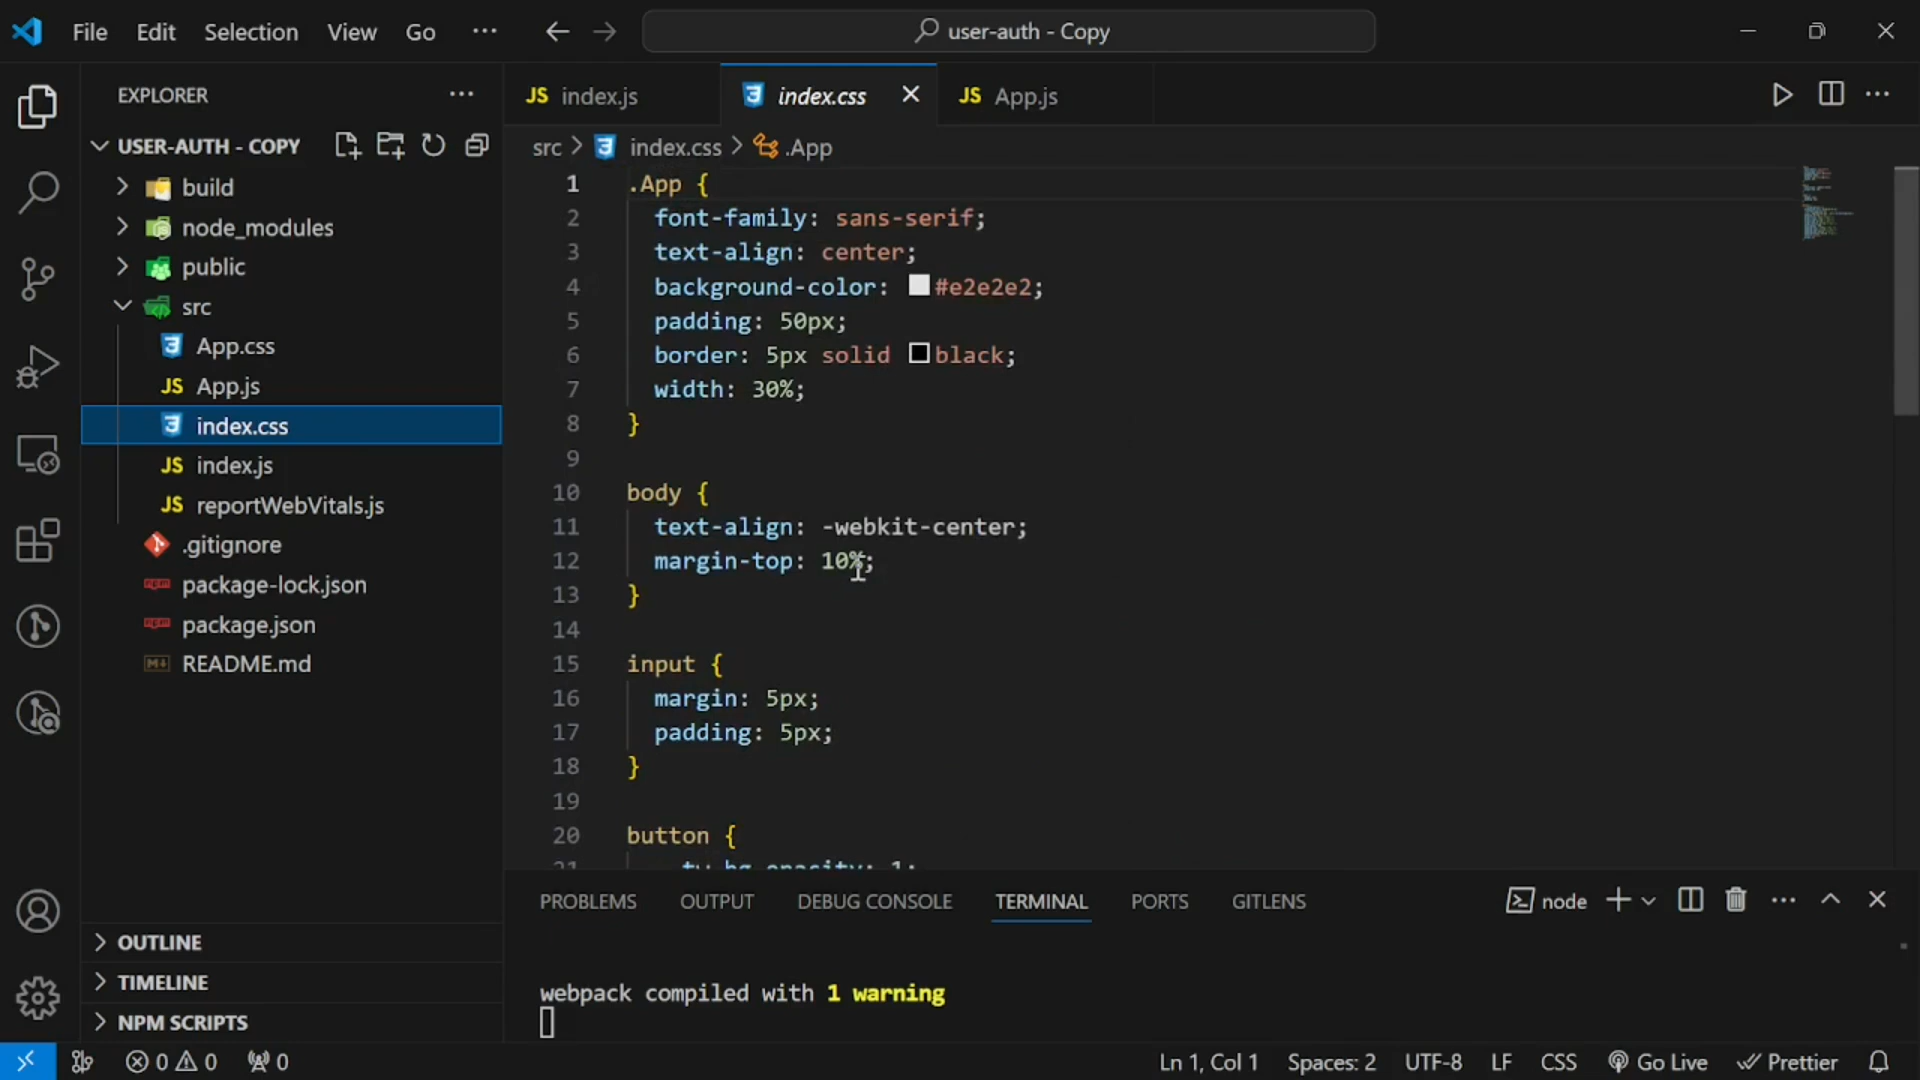 File Edit Selection View Go ··· user-auth - Copy
EXPLORER ···
USER-AUTH - COPY
build
node_modules
public
src
App.css
JS App.js
index.css
JS index.js
JS reportWebVitals.js
.gitignore
package-lock.json
package.json
README.md
OUTLINE
TIMELINE
NPM SCRIPTS
JS index.js index.css JS App.js
src > index.css > .App
1 .App {
2 font-family: sans-serif;
3 text-align: center;
4 background-color: #e2e2e2;
5 padding: 50px;
6 border: 5px solid black;
7 width: 30%;
8 }
9
10 body {
11 text-align: -webkit-center;
12 margin-top: 10%;
13 }
14
15 input {
16 margin: 5px;
17 padding: 5px;
18 }
19
20 button {
PROBLEMS OUTPUT DEBUG CONSOLE TERMINAL PORTS GITLENS node
webpack compiled with 1 warning
0 0 0 Ln 1, Col 1 Spaces: 2 UTF-8 LF CSS Go Live Prettier